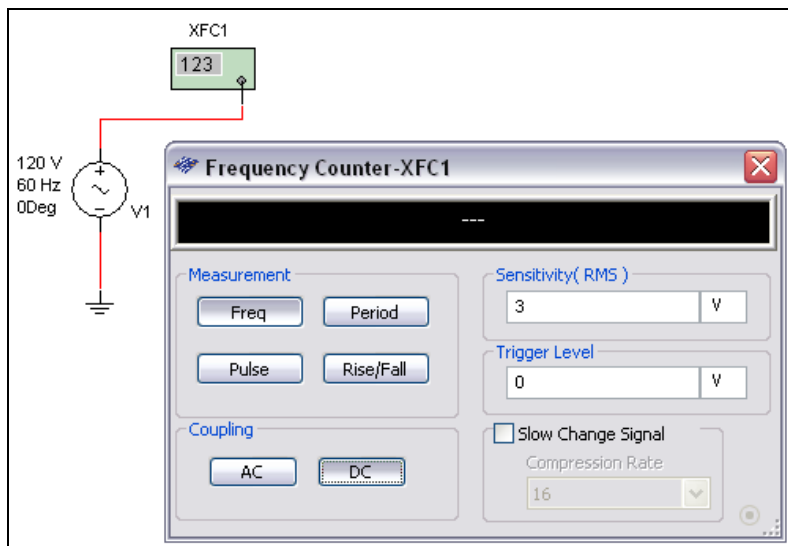 XFC1
123
120 V
60 Hz
0Deg
V1
Frequency Counter-XFC1
---
Measurement
Freq
Period
Pulse
Rise/Fall
Coupling
AC
DC
Sensitivity( RMS )
3
V
Trigger Level
0
V
Slow Change Signal
Compression Rate
16